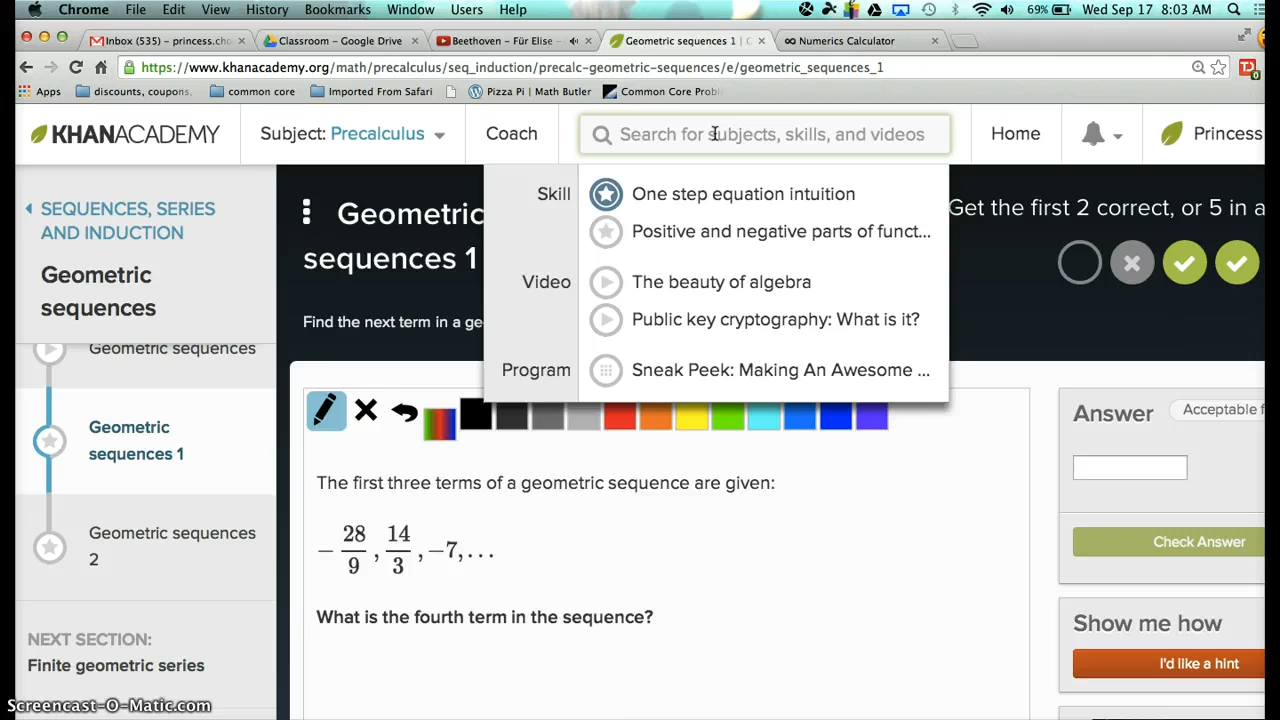 Chrome File Edit View History Bookmarks Window Users Help 69% Wed Sep 17 8:03 AM
Inbox (535) - princess.cho Classroom - Google Drive Beethoven - Für Elise - Geometric sequences 1 | Numerics Calculator
https://www.khanacademy.org/math/precalculus/seq_induction/precalc-geometric-sequences/e/geometric_sequences_1
Apps discounts, coupons, common core Imported From Safari Pizza Pi | Math Butler Common Core Prob
KHANACADEMY Subject: Precalculus Coach Search for subjects, skills, and videos Home Princess
Skill One step equation intuition
Positive and negative parts of funct...
Video The beauty of algebra
Public key cryptography: What is it?
Program Sneak Peek: Making An Awesome ...
SEQUENCES, SERIES
AND INDUCTION
Geometric
sequences
Geometric sequences
Geometric
sequences 1
Geometric sequences
2
NEXT SECTION:
Finite geometric series
Geometric
sequences 1
Get the first 2 correct, or 5 in a
Find the next term in a ge
The first three terms of a geometric sequence are given:
− 28/9 , 14/3 , −7, . . .
What is the fourth term in the sequence?
Answer Acceptable f
Check Answer
Show me how
I'd like a hint
Screencast-O-Matic.com